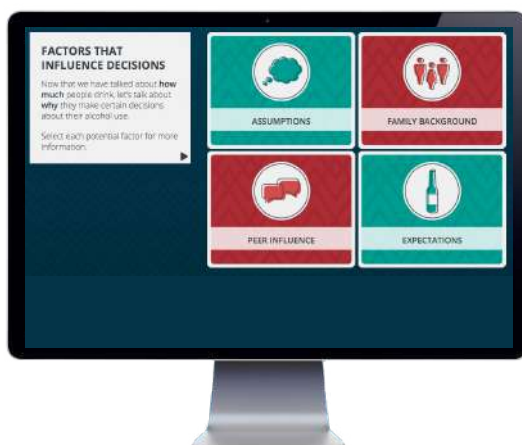 FACTORS THAT
INFLUENCE DECISIONS
Now that we have talked about how
much people drink, let's talk about
why they make certain decisions
about their alcohol use.
Select each potential factor for more
information.
ASSUMPTIONS
FAMILY BACKGROUND
PEER INFLUENCE
EXPECTATIONS